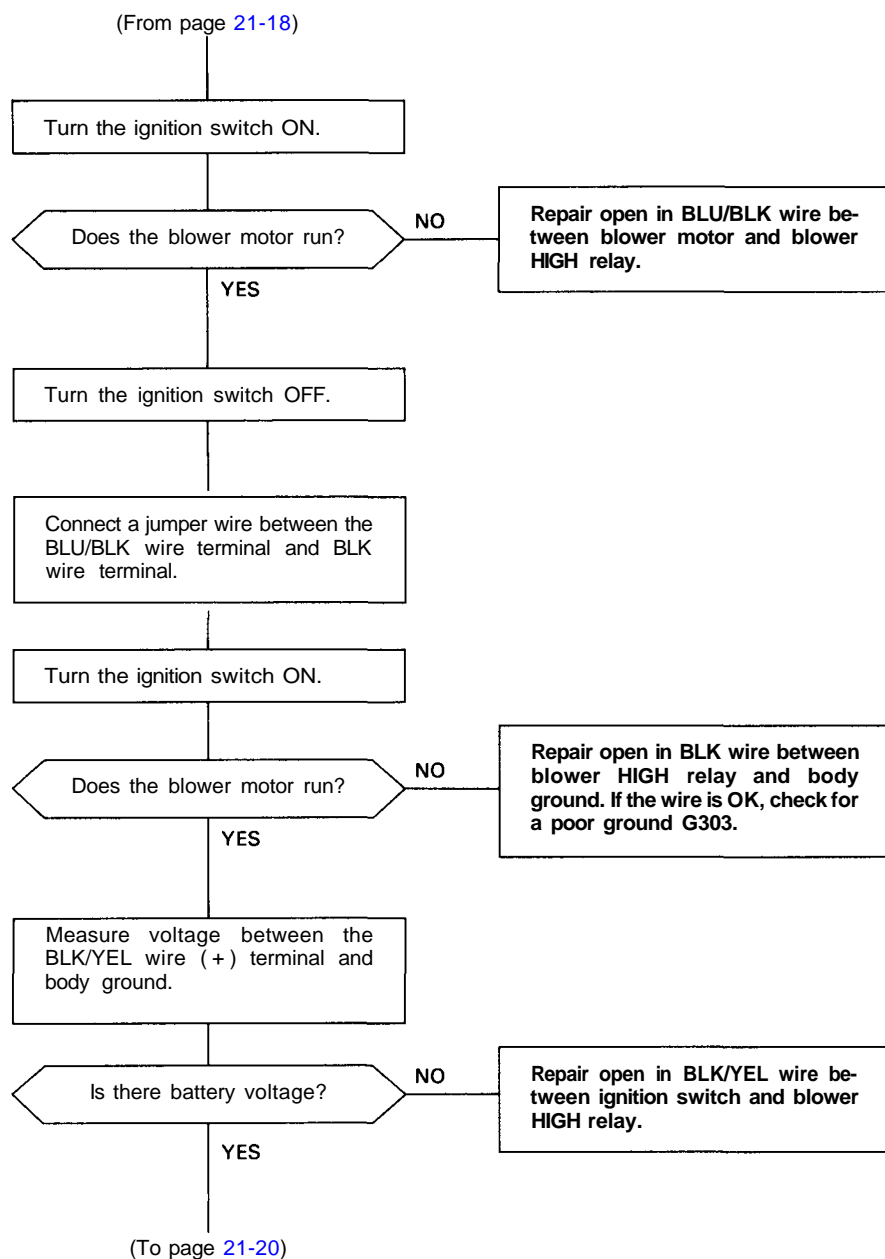 (From page 21-18)
Turn the ignition switch ON.
Does the blower motor run?
NO
Repair open in BLU/BLK wire be-
tween blower motor and blower
HIGH relay.
YES
Turn the ignition switch OFF.
Connect a jumper wire between the
BLU/BLK wire terminal and BLK
wire terminal.
Turn the ignition switch ON.
Does the blower motor run?
NO
Repair open in BLK wire between
blower HIGH relay and body
ground. If the wire is OK, check for
a poor ground G303.
YES
Measure voltage between the
BLK/YEL wire (+) terminal and
body ground.
Is there battery voltage?
NO
Repair open in BLK/YEL wire be-
tween ignition switch and blower
HIGH relay.
YES
(To page 21-20)